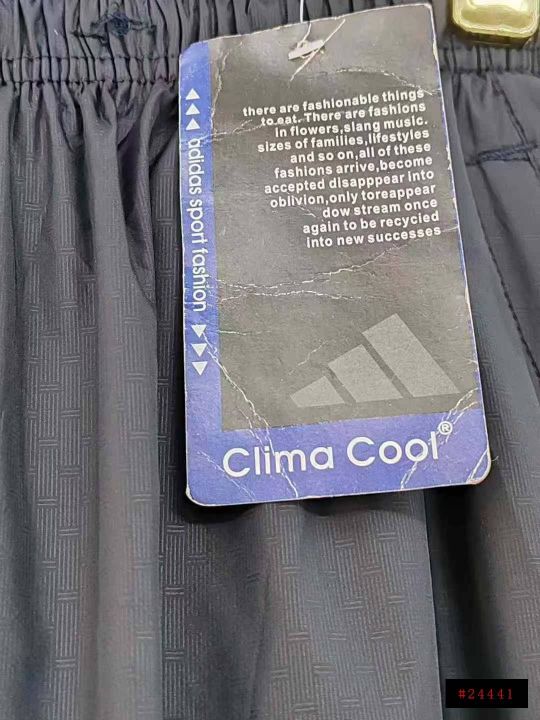 there are fashionable things
to eat. There are fashions
in flowers,slang music.
sizes of families,lifestyles
and so on,all of these
fashions arrive,become
accepted disapppear into
oblivion,only toreappear
dow stream once
again to be recycied
into new successes
adidas sport fashion
Clima Cool®
#24441